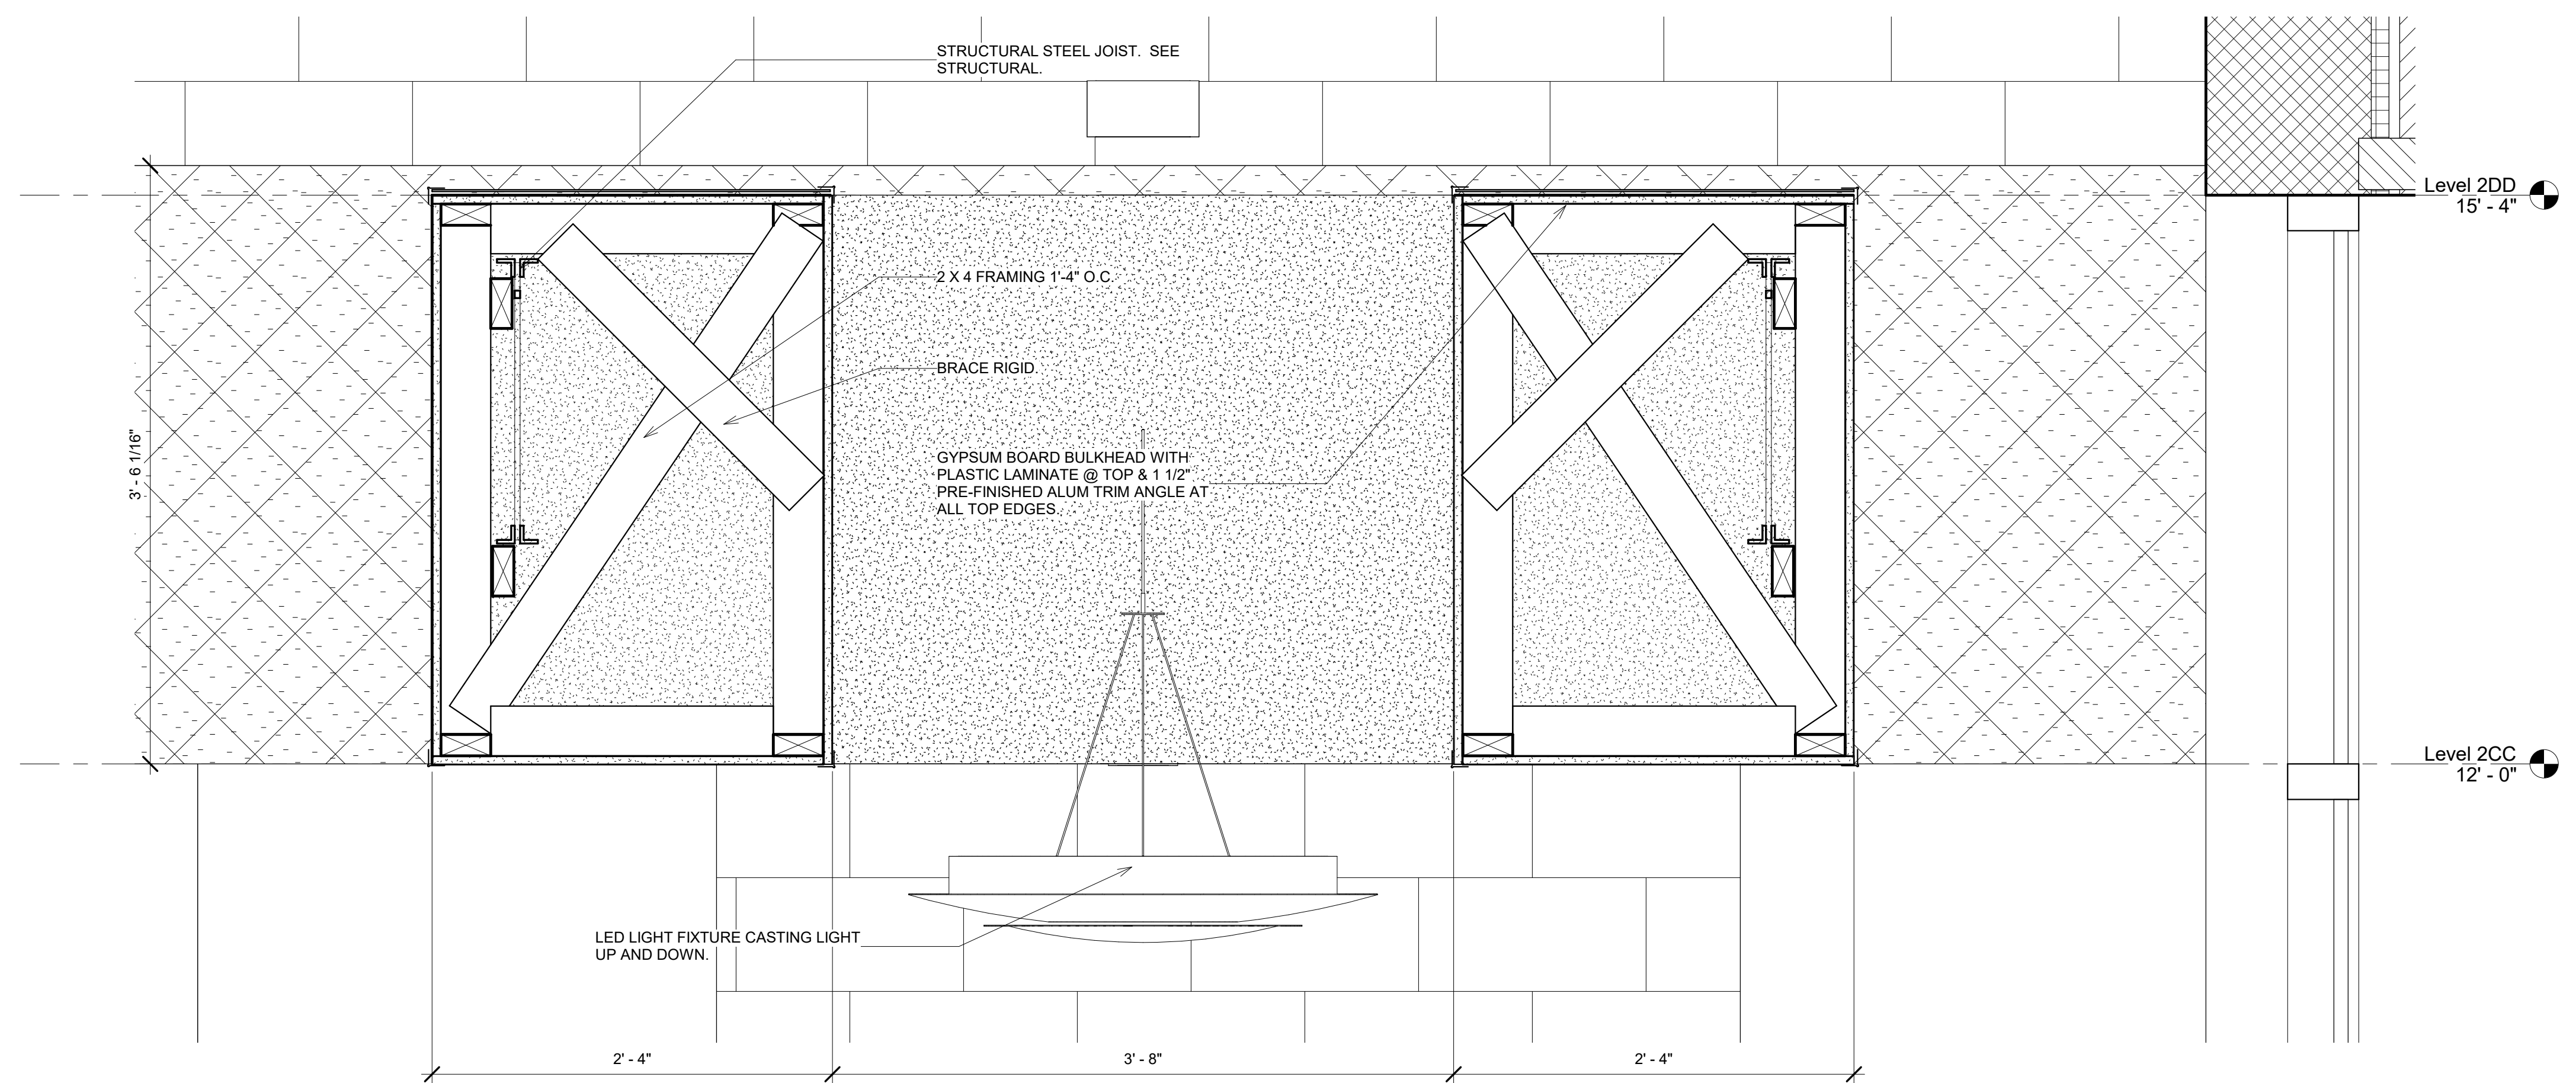 STRUCTURAL STEEL JOIST.  SEE
STRUCTURAL.
Level 2DD
15' - 4"
2 X 4 FRAMING 1'-4" O.C.
BRACE RIGID.
3' - 6 1/16"
GYPSUM BOARD BULKHEAD WITH
PLASTIC LAMINATE @ TOP & 1 1/2"
PRE-FINISHED ALUM TRIM ANGLE AT
ALL TOP EDGES.
Level 2CC
12' - 0"
LED LIGHT FIXTURE CASTING LIGHT
UP AND DOWN.
2' - 4"
3' - 8"
2' - 4"